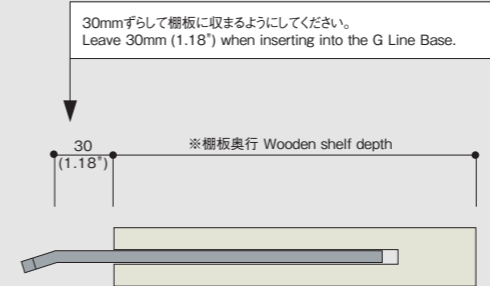 30mmずらして棚板に収まるようにしてください。
Leave 30mm (1.18") when inserting into the G Line Base.
30
(1.18")
※棚板奥行 Wooden shelf depth